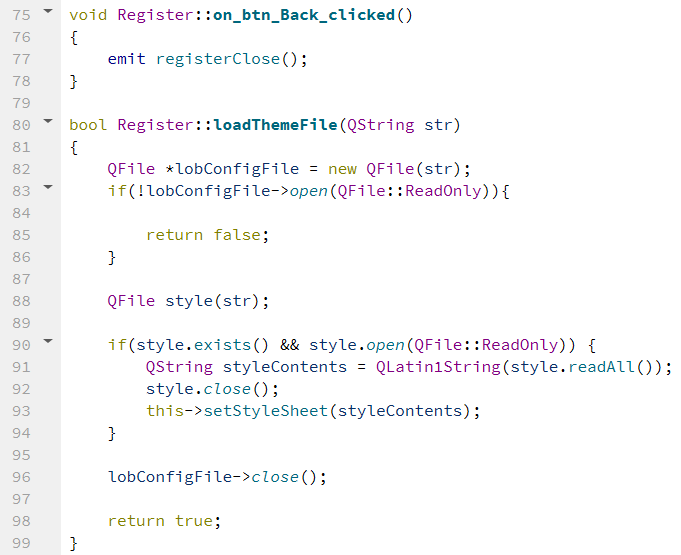 75 void Register::on_btn_Back_clicked()
76 {
77     emit registerClose();
78 }
79
80 bool Register::loadThemeFile(QString str)
81 {
82     QFile *lobConfigFile = new QFile(str);
83     if(!lobConfigFile->open(QFile::ReadOnly)){
84
85         return false;
86     }
87
88     QFile style(str);
89
90     if(style.exists() && style.open(QFile::ReadOnly)) {
91         QString styleContents = QLatin1String(style.readAll());
92         style.close();
93         this->setStyleSheet(styleContents);
94     }
95
96     lobConfigFile->close();
97
98     return true;
99 }